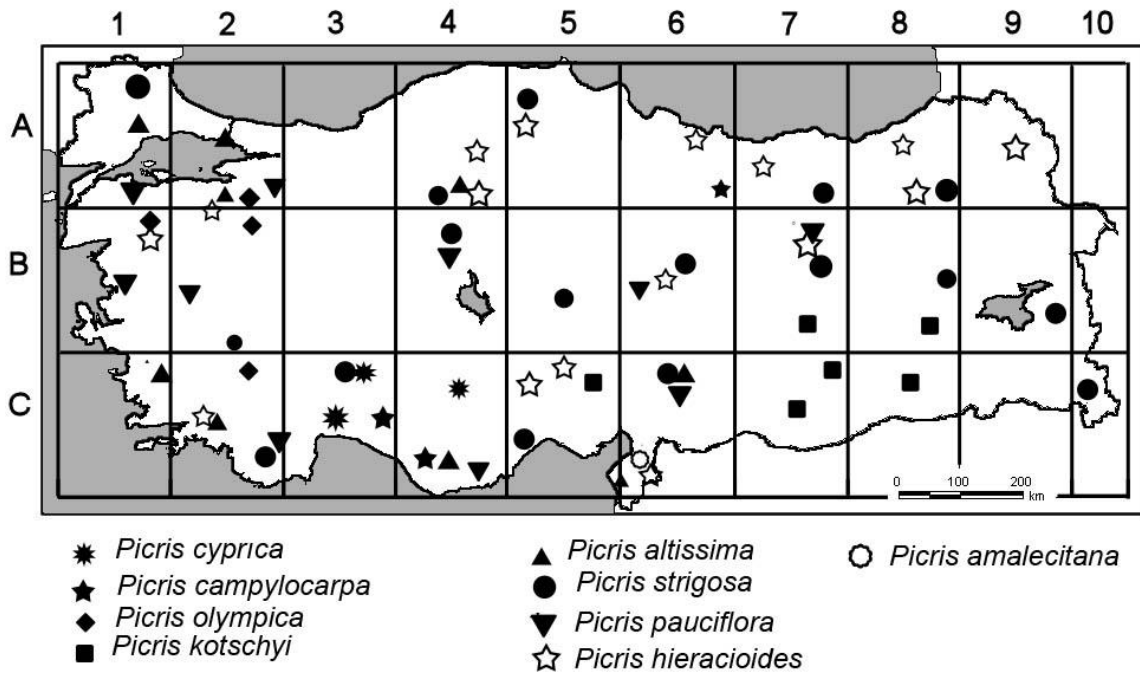 1 2 3 4 5 6 7 8 9 10
A
B
C
0 100 200
km
Picris cyprıca
Picris campylocarpa
Picris olympica
Picris kotschyi
Picris altissima
Picris strigosa
Picris pauciflora
Picris hieracioides
Picris amalecitana